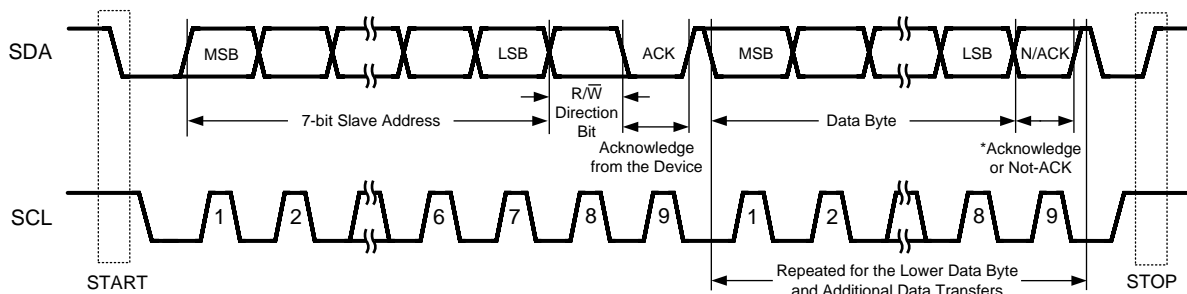 SDA
MSB
LSB
ACK
MSB
LSB
N/ACK
R/W̅
Direction
Bit
7-bit Slave Address
Acknowledge
from the Device
Data Byte
*Acknowledge
or Not-ACK
SCL
1 2 6 7 8 9 1 2 8 9
START
Repeated for the Lower Data Byte
and Additional Data Transfers
STOP